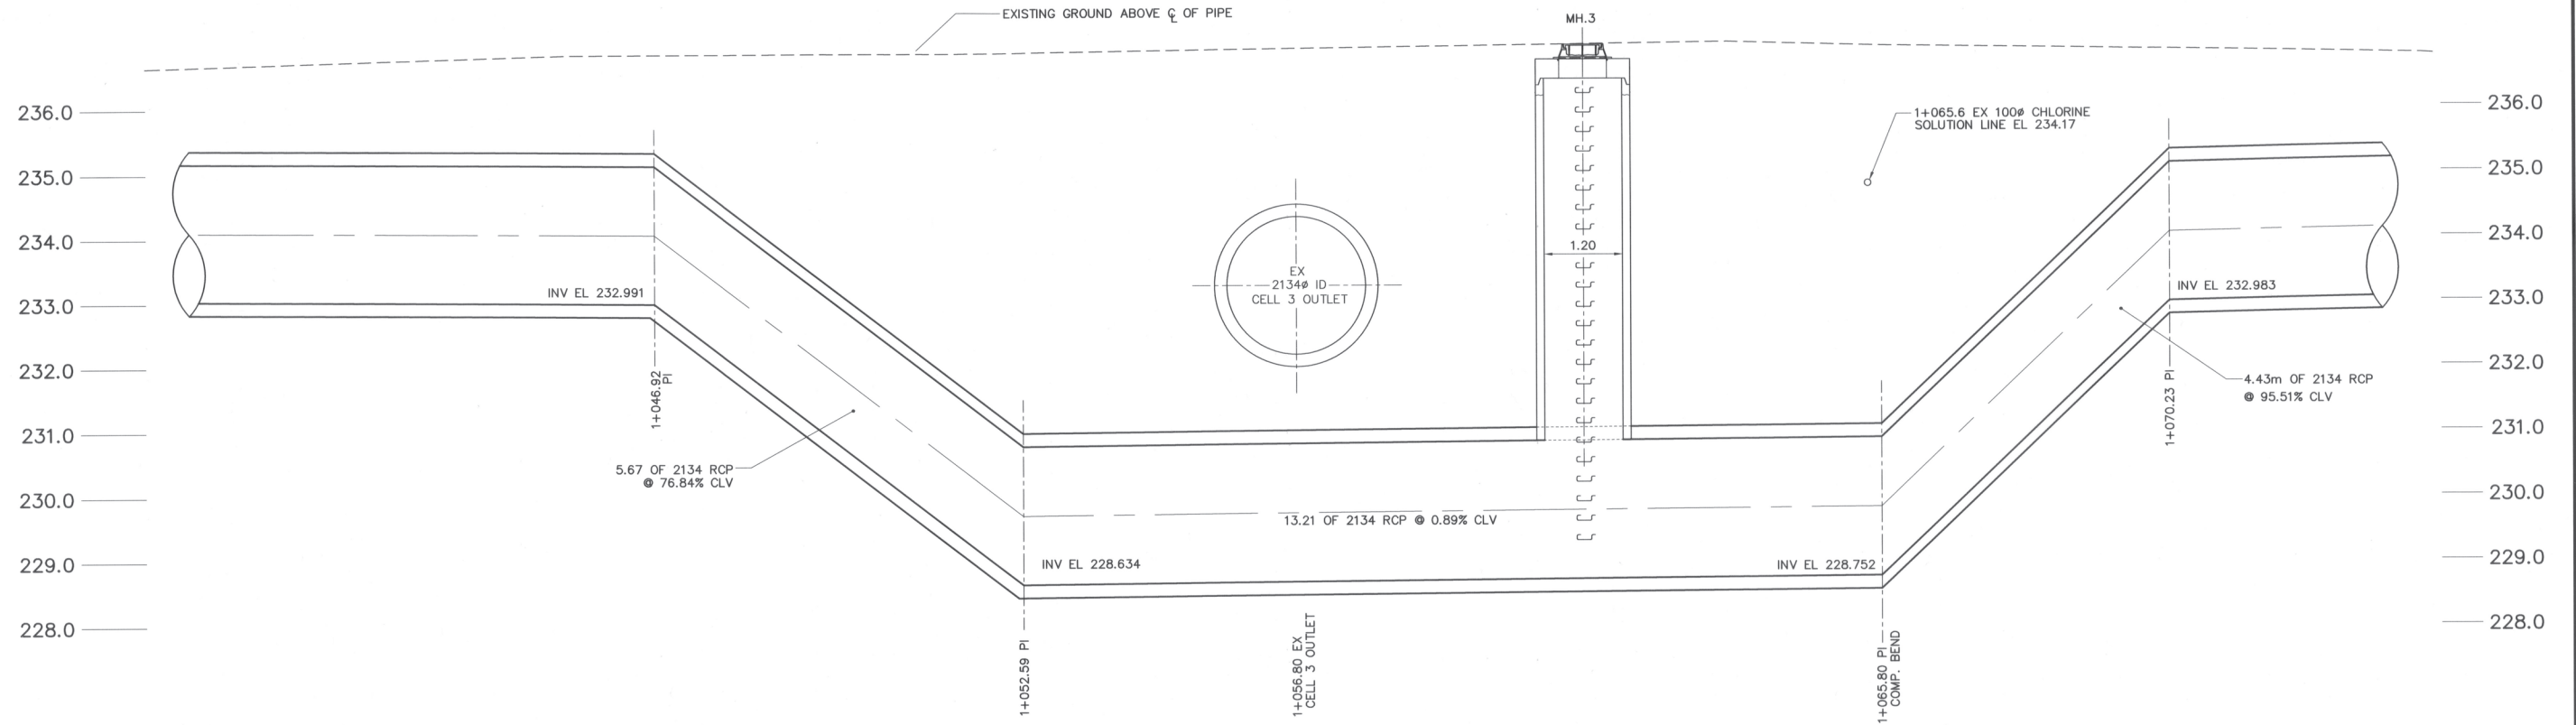 EXISTING GROUND ABOVE ℄ OF PIPE
MH.3
236.0
235.0
234.0
233.0
232.0
231.0
230.0
229.0
228.0
INV EL 232.991
1+046.92
PI
5.67 OF 2134 RCP
@ 76.84% CLV
1+052.59 PI
INV EL 228.634
EX
2134ø ID
CELL 3 OUTLET
1+056.80 EX
CELL 3 OUTLET
13.21 OF 2134 RCP @ 0.89% CLV
1.20
1+065.6 EX 100ø CHLORINE
SOLUTION LINE EL 234.17
INV EL 228.752
1+065.80 PI
COMP. BEND
INV EL 232.983
1+070.23 PI
4.43m OF 2134 RCP
@ 95.51% CLV
236.0
235.0
234.0
233.0
232.0
231.0
230.0
229.0
228.0